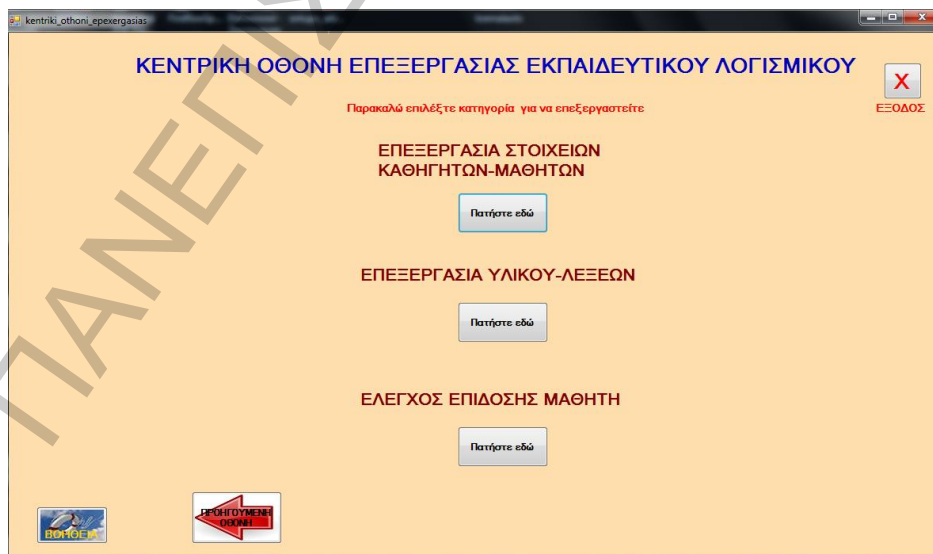 kentriki_othoni_epexergasias
ΚΕΝΤΡΙΚΗ ΟΘΟΝΗ ΕΠΕΞΕΡΓΑΣΙΑΣ ΕΚΠΑΙΔΕΥΤΙΚΟΥ ΛΟΓΙΣΜΙΚΟΥ
X
ΕΞΟΔΟΣ
Παρακαλώ επιλέξτε κατηγορία για να επεξεργαστείτε
ΕΠΕΞΕΡΓΑΣΙΑ ΣΤΟΙΧΕΙΩΝ
ΚΑΘΗΓΗΤΩΝ-ΜΑΘΗΤΩΝ
Πατήστε εδώ
ΕΠΕΞΕΡΓΑΣΙΑ ΥΛΙΚΟΥ-ΛΕΞΕΩΝ
Πατήστε εδώ
ΕΛΕΓΧΟΣ ΕΠΙΔΟΣΗΣ ΜΑΘΗΤΗ
Πατήστε εδώ
ΒΟΗΘΕΙΑ
ΠΡΟΗΓΟΥΜΕΝΗ
ΟΘΟΝΗ